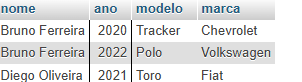 nome ano modelo marca
Bruno Ferreira 2020 Tracker Chevrolet
Bruno Ferreira 2022 Polo Volkswagen
Diego Oliveira 2021 Toro Fiat